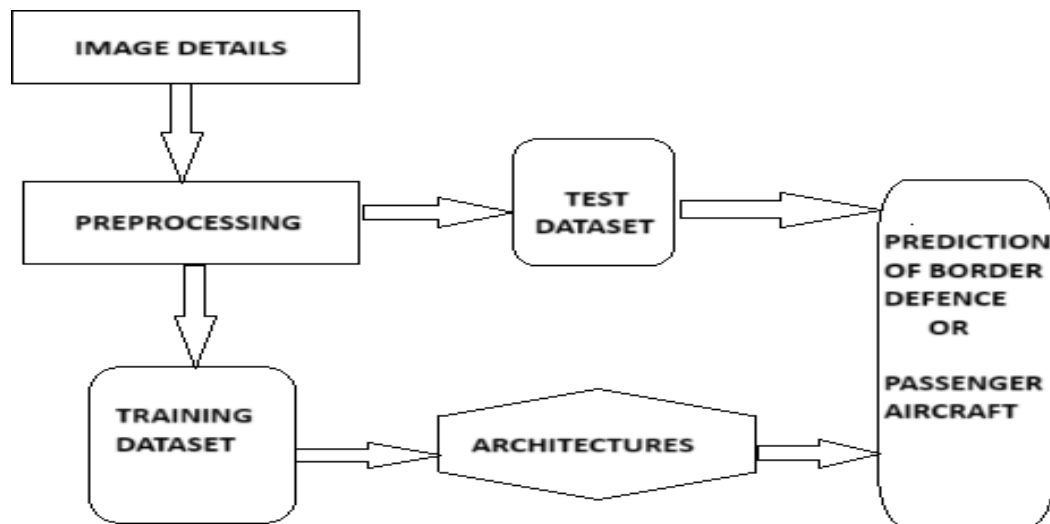 IMAGE DETAILS
PREPROCESSING
TEST
DATASET
TRAINING
DATASET
ARCHITECTURES
PREDICTION
OF BORDER
DEFENCE
OR
PASSENGER
AIRCRAFT